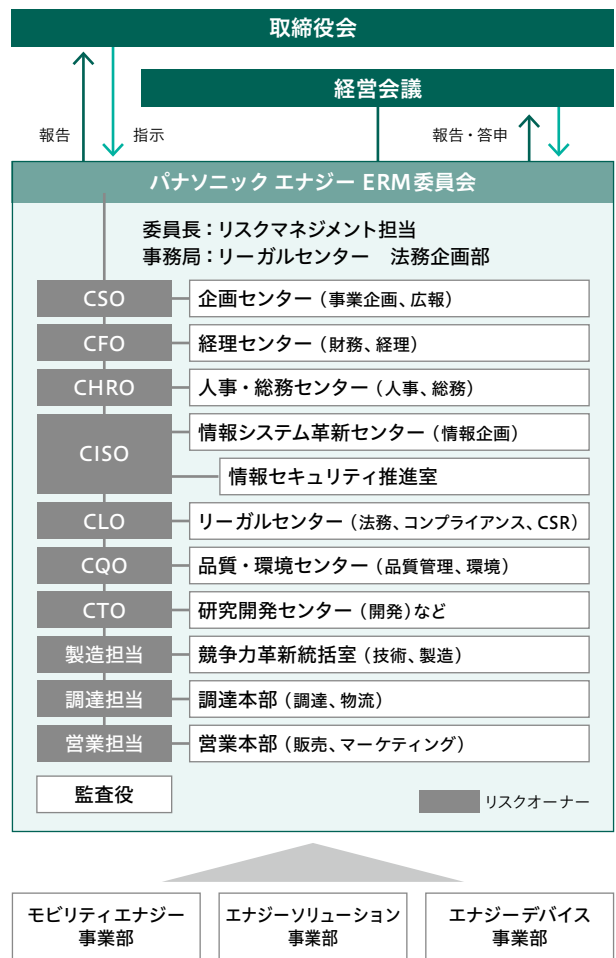 取締役会
経営会議
報告
指示
報告・答申
パナソニック エナジー ERM委員会
委員長：リスクマネジメント担当
事務局：リーガルセンター　法務企画部
CSO
企画センター（事業企画、広報）
CFO
経理センター（財務、経理）
CHRO
人事・総務センター（人事、総務）
CISO
情報システム革新センター（情報企画）
情報セキュリティ推進室
CLO
リーガルセンター（法務、コンプライアンス、CSR）
CQO
品質・環境センター（品質管理、環境）
CTO
研究開発センター（開発）など
製造担当
競争力革新統括室（技術、製造）
調達担当
調達本部（調達、物流）
営業担当
営業本部（販売、マーケティング）
監査役
リスクオーナー
モビリティエナジー
事業部
エナジーソリューション
事業部
エナジーデバイス
事業部